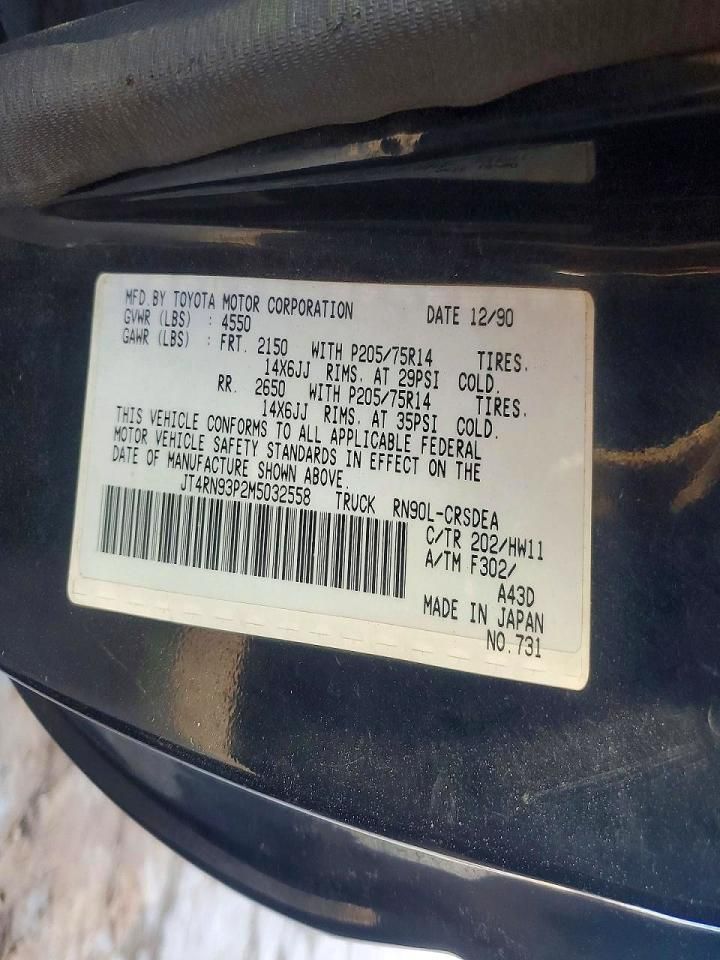 MFD.BY TOYOTA MOTOR CORPORATION DATE 12/90
GVWR (LBS) : 4550
GAWR (LBS) : FRT. 2150 WITH P205/75R14 TIRES.
14X6JJ RIMS. AT 29PSI COLD.
RR. 2650 WITH P205/75R14 TIRES.
14X6JJ RIMS. AT 35PSI COLD.
THIS VEHICLE CONFORMS TO ALL APPLICABLE FEDERAL
MOTOR VEHICLE SAFETY STANDARDS IN EFFECT ON THE
DATE OF MANUFACTURE SHOWN ABOVE.
JT4RN93P2M5032558 TRUCK RN90L-CRSDEA
C/TR 202/HW11
A/TM F302/
A43D
MADE IN JAPAN
NO.731